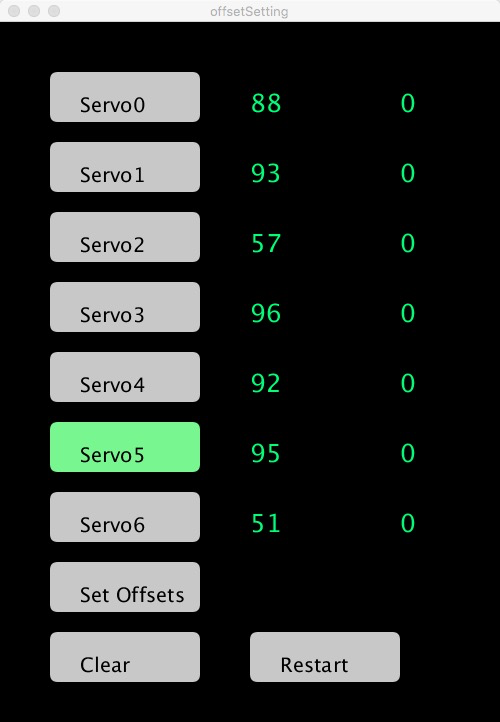 offsetSetting
Servo0 88 0
Servo1 93 0
Servo2 57 0
Servo3 96 0
Servo4 92 0
Servo5 95 0
Servo6 51 0
Set Offsets
Clear Restart